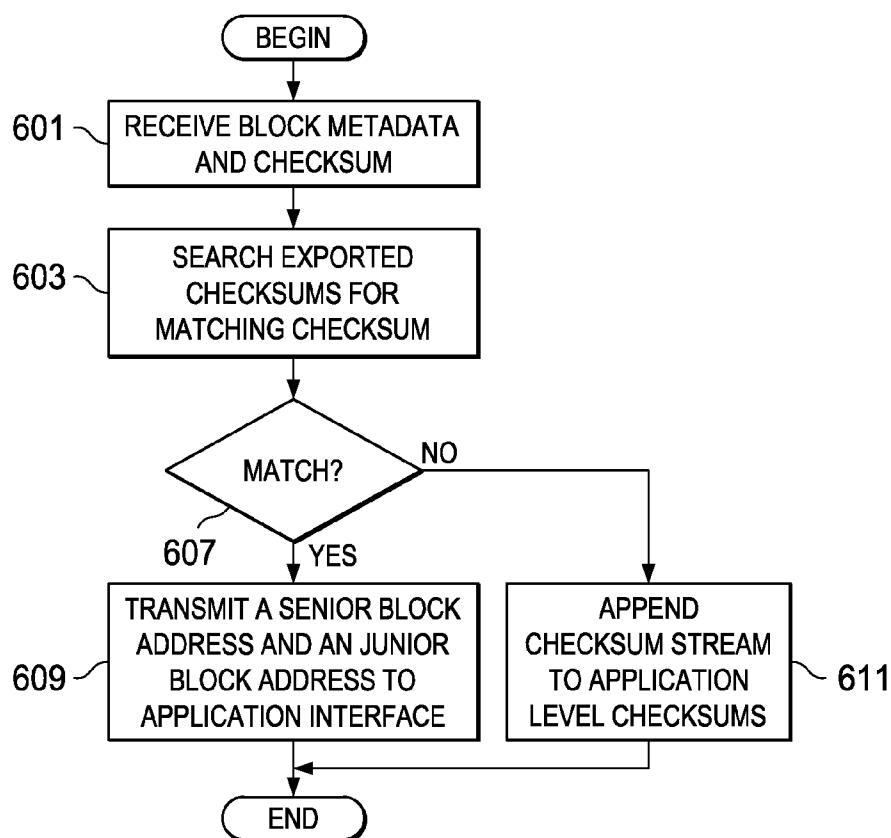 BEGIN
601
RECEIVE BLOCK METADATA
AND CHECKSUM
603
SEARCH EXPORTED
CHECKSUMS FOR
MATCHING CHECKSUM
MATCH?
NO
607
YES
609
TRANSMIT A SENIOR BLOCK
ADDRESS AND AN JUNIOR
BLOCK ADDRESS TO
APPLICATION INTERFACE
APPEND
CHECKSUM STREAM
TO APPLICATION
LEVEL CHECKSUMS
611
END